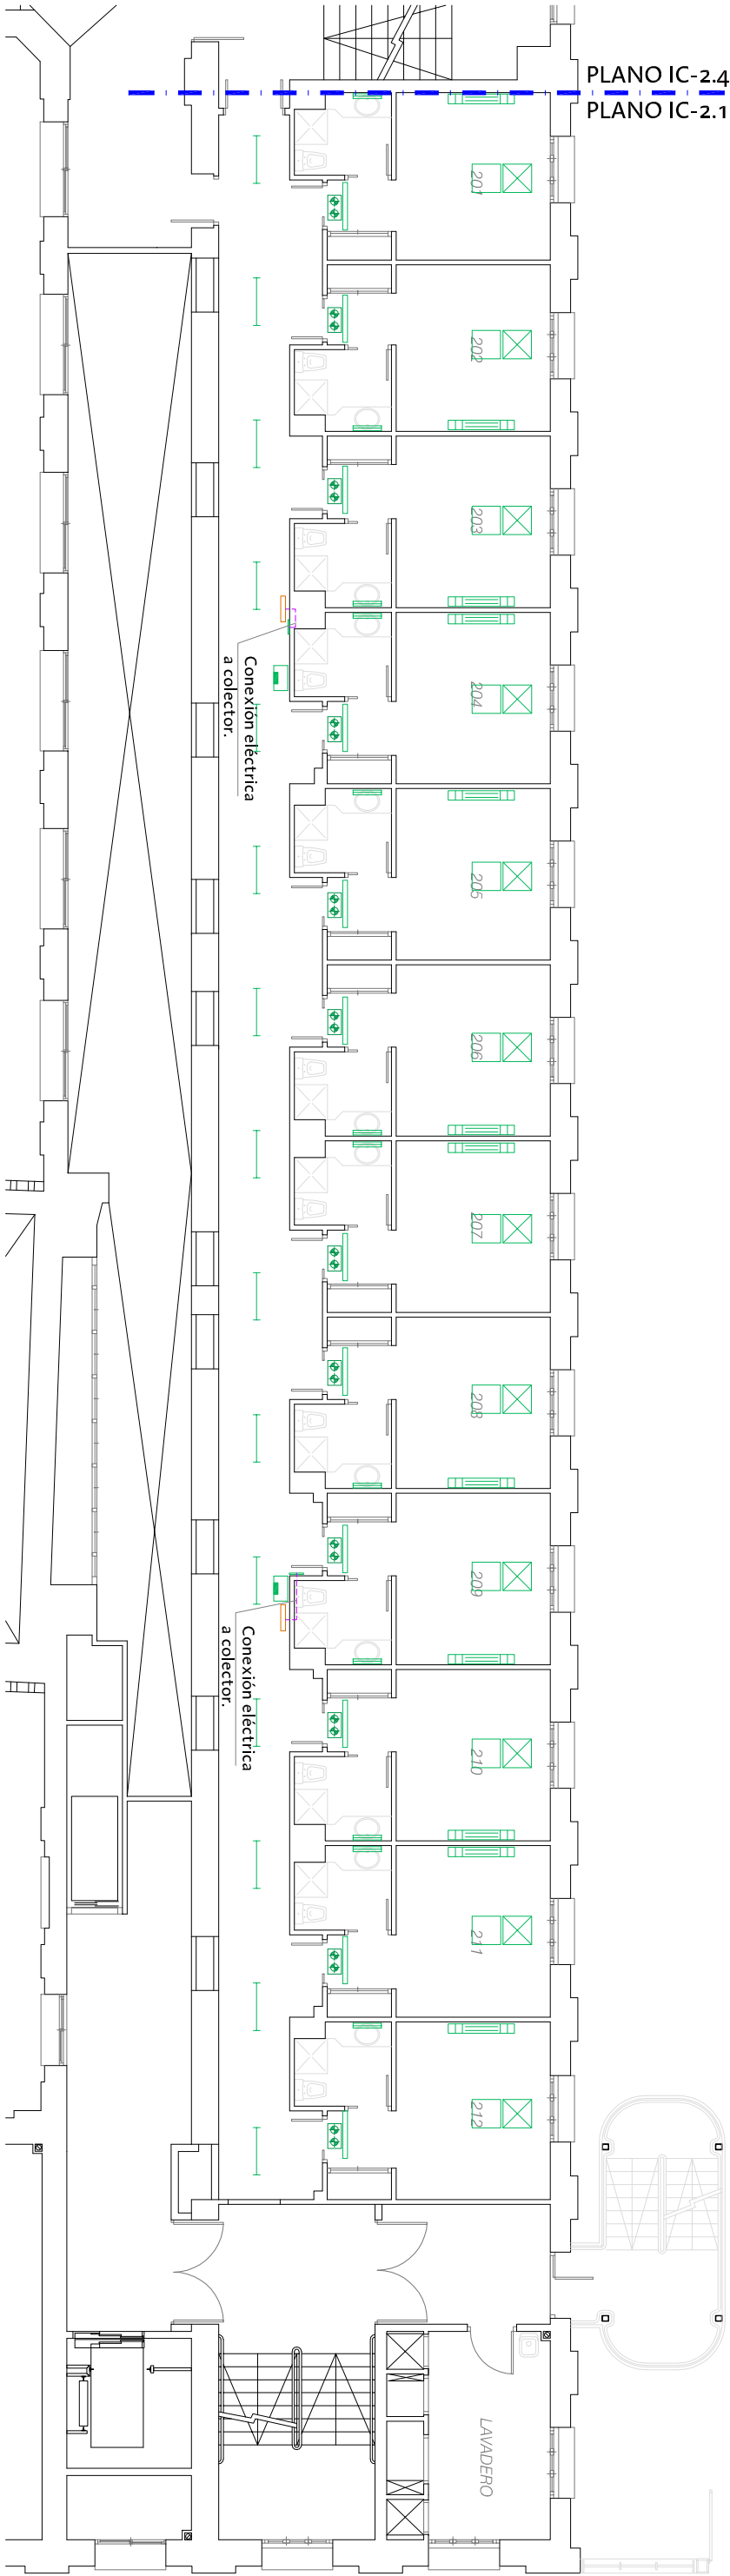 PLANO IC-2.4
PLANO IC-2.1
201
202
203
204
Conexión eléctrica
a colector.
205
206
207
208
209
Conexión eléctrica
a colector.
210
211
212
LAVADERO